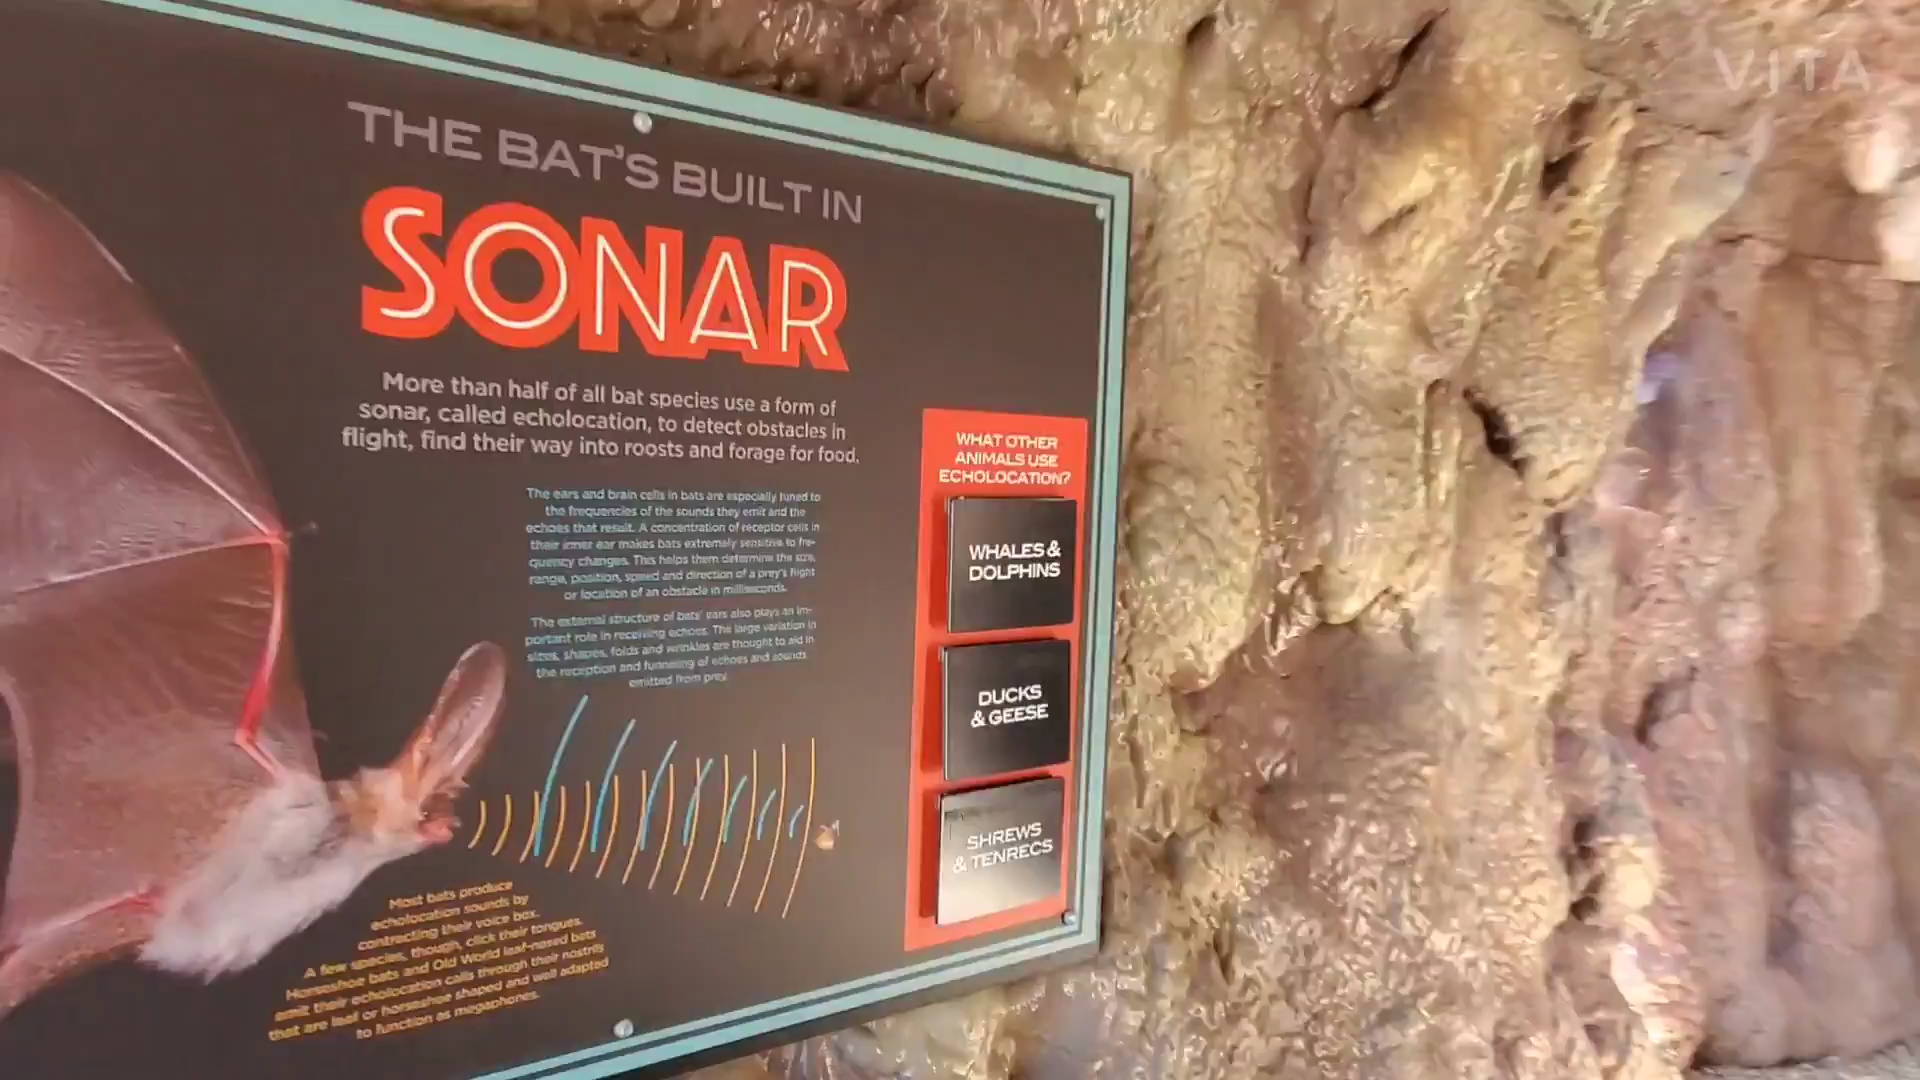 VITA
THE BAT'S BUILT IN
SONAR
More than half of all bat species use a form of
sonar, called echolocation, to detect obstacles in
flight, find their way into roosts and forage for food.
The ears and brain cells in bats are especially tuned to
the frequencies of the sounds they emit and the
echoes that result. A concentration of receptor cells in
their inner ear makes bats extremely sensitive to fre-
quency changes. This helps them determine the size,
range, position, speed and direction of a prey's flight
or location of an obstacle in milliseconds.
The external structure of bats' ears also plays an im-
portant role in receiving echoes. The large variation in
sizes, shapes, folds and wrinkles are thought to aid in
the reception and funneling of echoes and sounds
emitted from prey.
Most bats produce
echolocation sounds by
contracting their voice box.
A few species, though, click their tongues.
Horseshoe bats and Old World leaf-nosed bats
emit their echolocation calls through their nostrils
that are leaf or horseshoe shaped and well adapted
to function as megaphones.
WHAT OTHER
ANIMALS USE
ECHOLOCATION?
WHALES &
DOLPHINS
DUCKS
& GEESE
SHREWS
& TENRECS